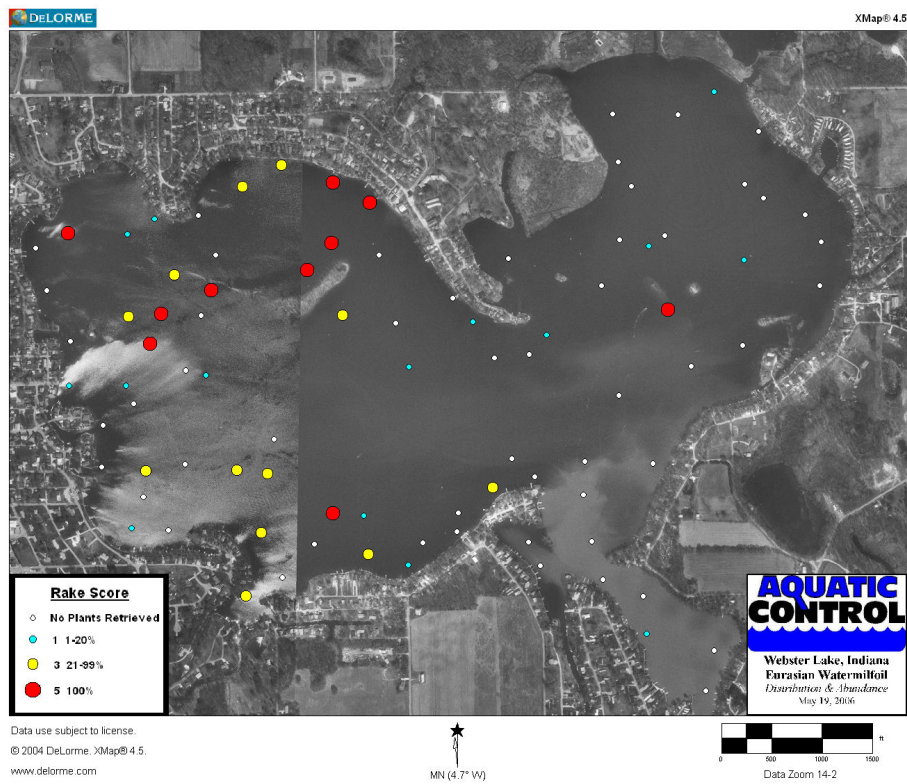 DELORME
XMap® 4.5
Rake Score
No Plants Retrieved
1 1-20%
3 21-99%
5 100%
AQUATIC
CONTROL
Webster Lake, Indiana
Eurasian Watermilfoil
Distribution & Abundance
May 19, 2006
Data use subject to license.
© 2004 DeLorme. XMap® 4.5.
www.delorme.com
MN (4.7° W)
ft
0 500 1000 1500
Data Zoom 14-2